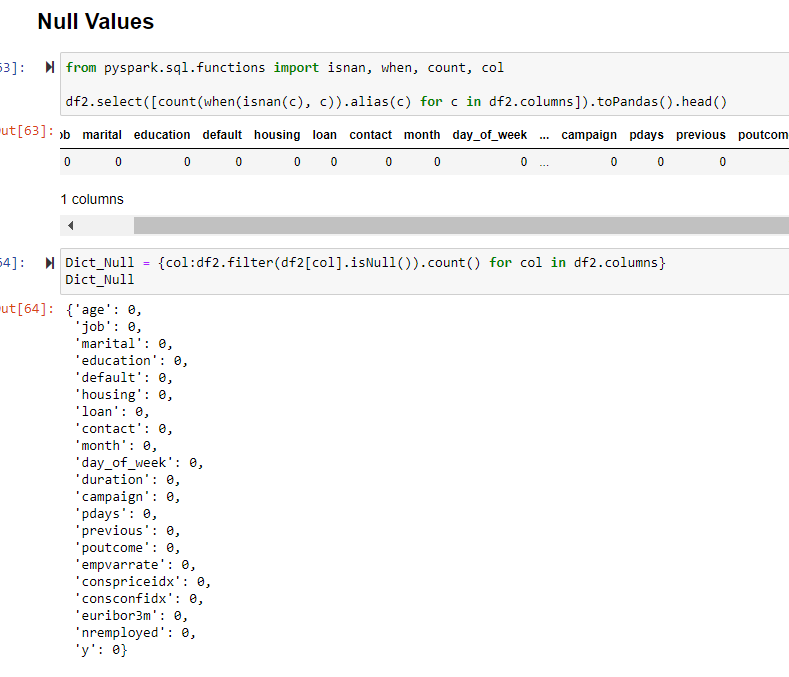 Null Values
53]:
from pyspark.sql.functions import isnan, when, count, col
df2.select([count(when(isnan(c), c)).alias(c) for c in df2.columns]).toPandas().head()
ut[63]:
ob marital education default housing loan contact month day_of_week ... campaign pdays previous poutcom
0 0 0 0 0 0 0 0 0 ... 0 0 0
1 columns
54]:
Dict_Null = {col:df2.filter(df2[col].isNull()).count() for col in df2.columns}
Dict_Null
ut[64]:
{'age': 0,
'job': 0,
'marital': 0,
'education': 0,
'default': 0,
'housing': 0,
'loan': 0,
'contact': 0,
'month': 0,
'day_of_week': 0,
'duration': 0,
'campaign': 0,
'pdays': 0,
'previous': 0,
'poutcome': 0,
'empvarrate': 0,
'conspriceidx': 0,
'consconfidx': 0,
'euribor3m': 0,
'nremployed': 0,
'y': 0}